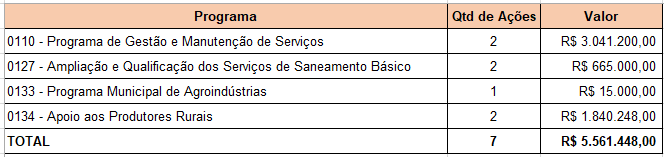 Programa Qtd de Ações Valor
0110 - Programa de Gestão e Manutenção de Serviços 2 R$ 3.041.200,00
0127 - Ampliação e Qualificação dos Serviços de Saneamento Básico 2 R$ 665.000,00
0133 - Programa Municipal de Agroindústrias 1 R$ 15.000,00
0134 - Apoio aos Produtores Rurais 2 R$ 1.840.248,00
TOTAL 7 R$ 5.561.448,00